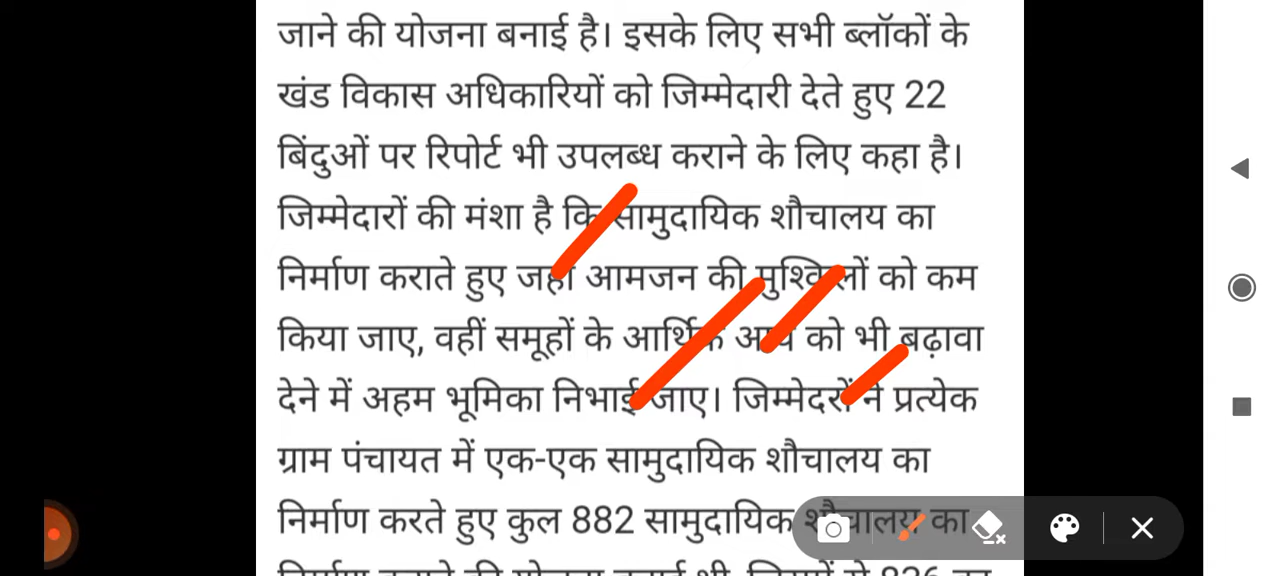 जाने की योजना बनाई है। इसके लिए सभी ब्लॉकों के
खंड विकास अधिकारियों को जिम्मेदारी देते हुए 22
बिंदुओं पर रिपोर्ट भी उपलब्ध कराने के लिए कहा है।
जिम्मेदारों की मंशा है कि सामुदायिक शौचालय का
निर्माण कराते हुए जहां आमजन की मुश्किलों को कम
किया जाए, वहीं समूहों के आर्थिक आय को भी बढ़ावा
देने में अहम भूमिका निभाई जाए। जिम्मेदरों ने प्रत्येक
ग्राम पंचायत में एक-एक सामुदायिक शौचालय का
निर्माण करते हुए कुल 882 सामुदायिक शौचालय का